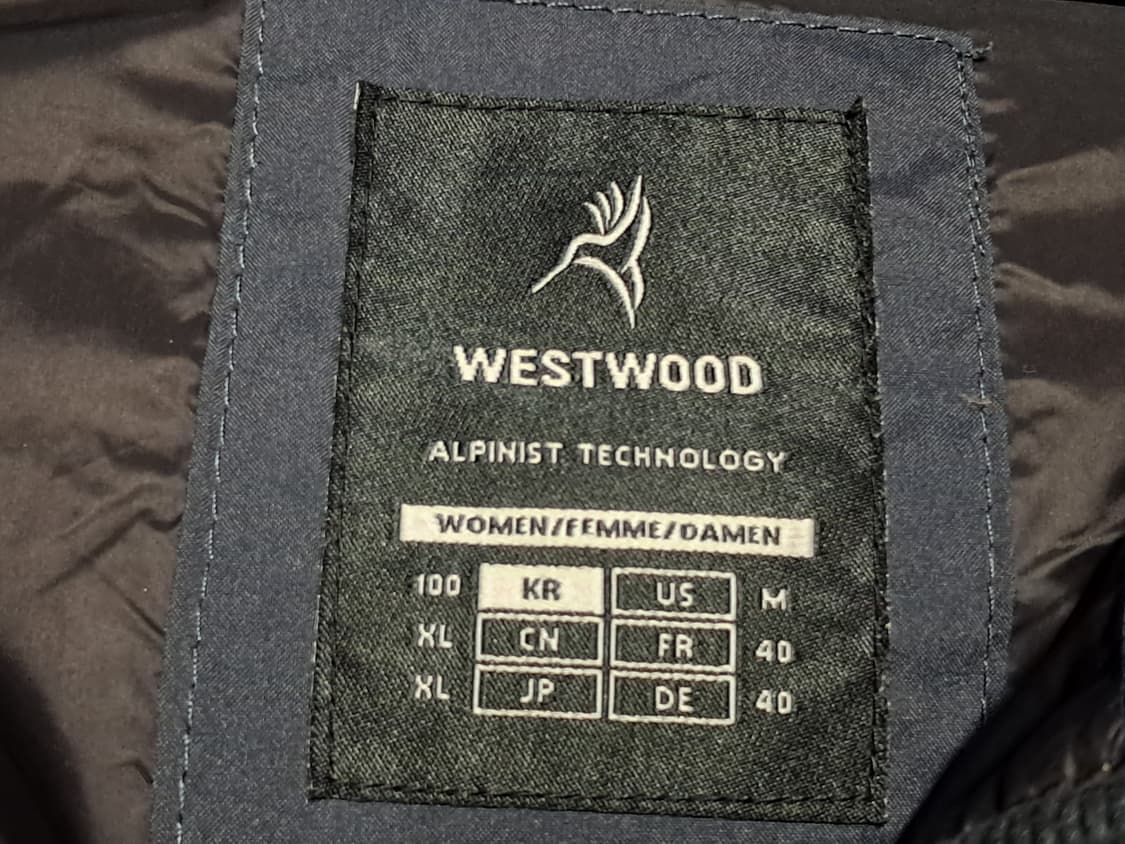 WESTWOOD
ALPINIST TECHNOLOGY
WOMEN/FEMME/DAMEN
100 KR US M
XL CN FR 40
XL JP DE 40